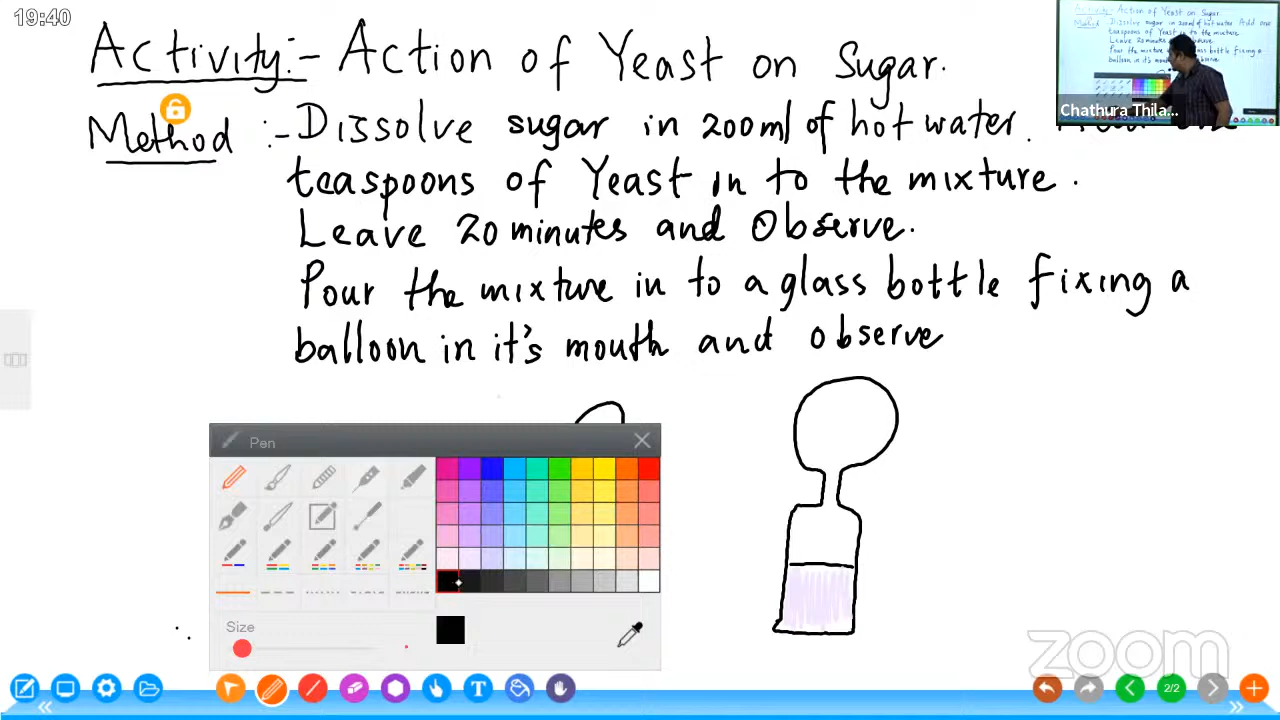 19:40
Activity:- Action of Yeast on Sugar.
Method :- Dissolve sugar in 200ml of hot water.
teaspoons of Yeast in to the mixture.
Leave 20 minutes and Observe.
Pour the mixture in to a glass bottle fixing a
balloon in it's mouth and observe
Chathura Thila...
Pen
Size
zoom
2/2